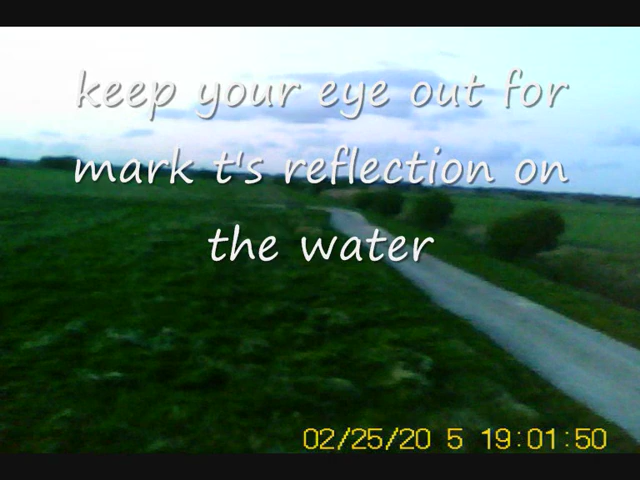 keep your eye out for
mark t's reflection on
the water
02/25/20 5 19:01:50